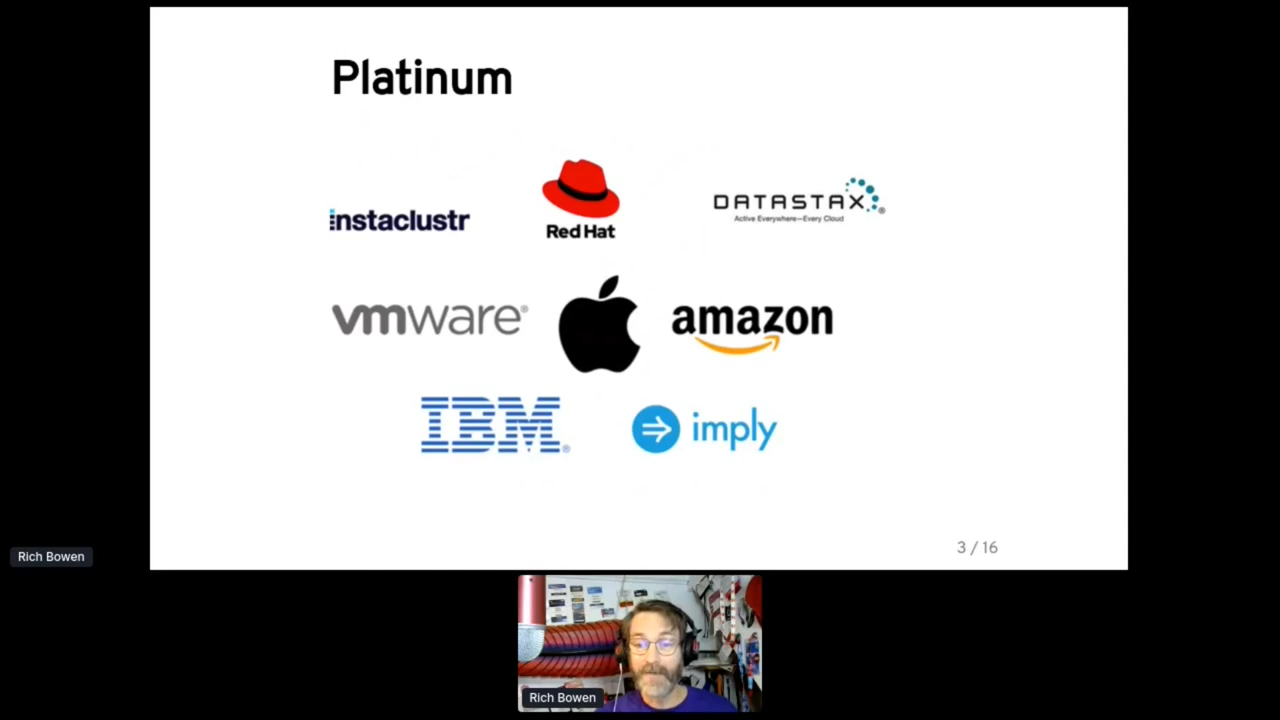 Platinum
instaclustr
Red Hat
DATASTAX®
Active Everywhere—Every Cloud
vmware®
amazon
IBM®
imply
3 / 16
Rich Bowen
Rich Bowen